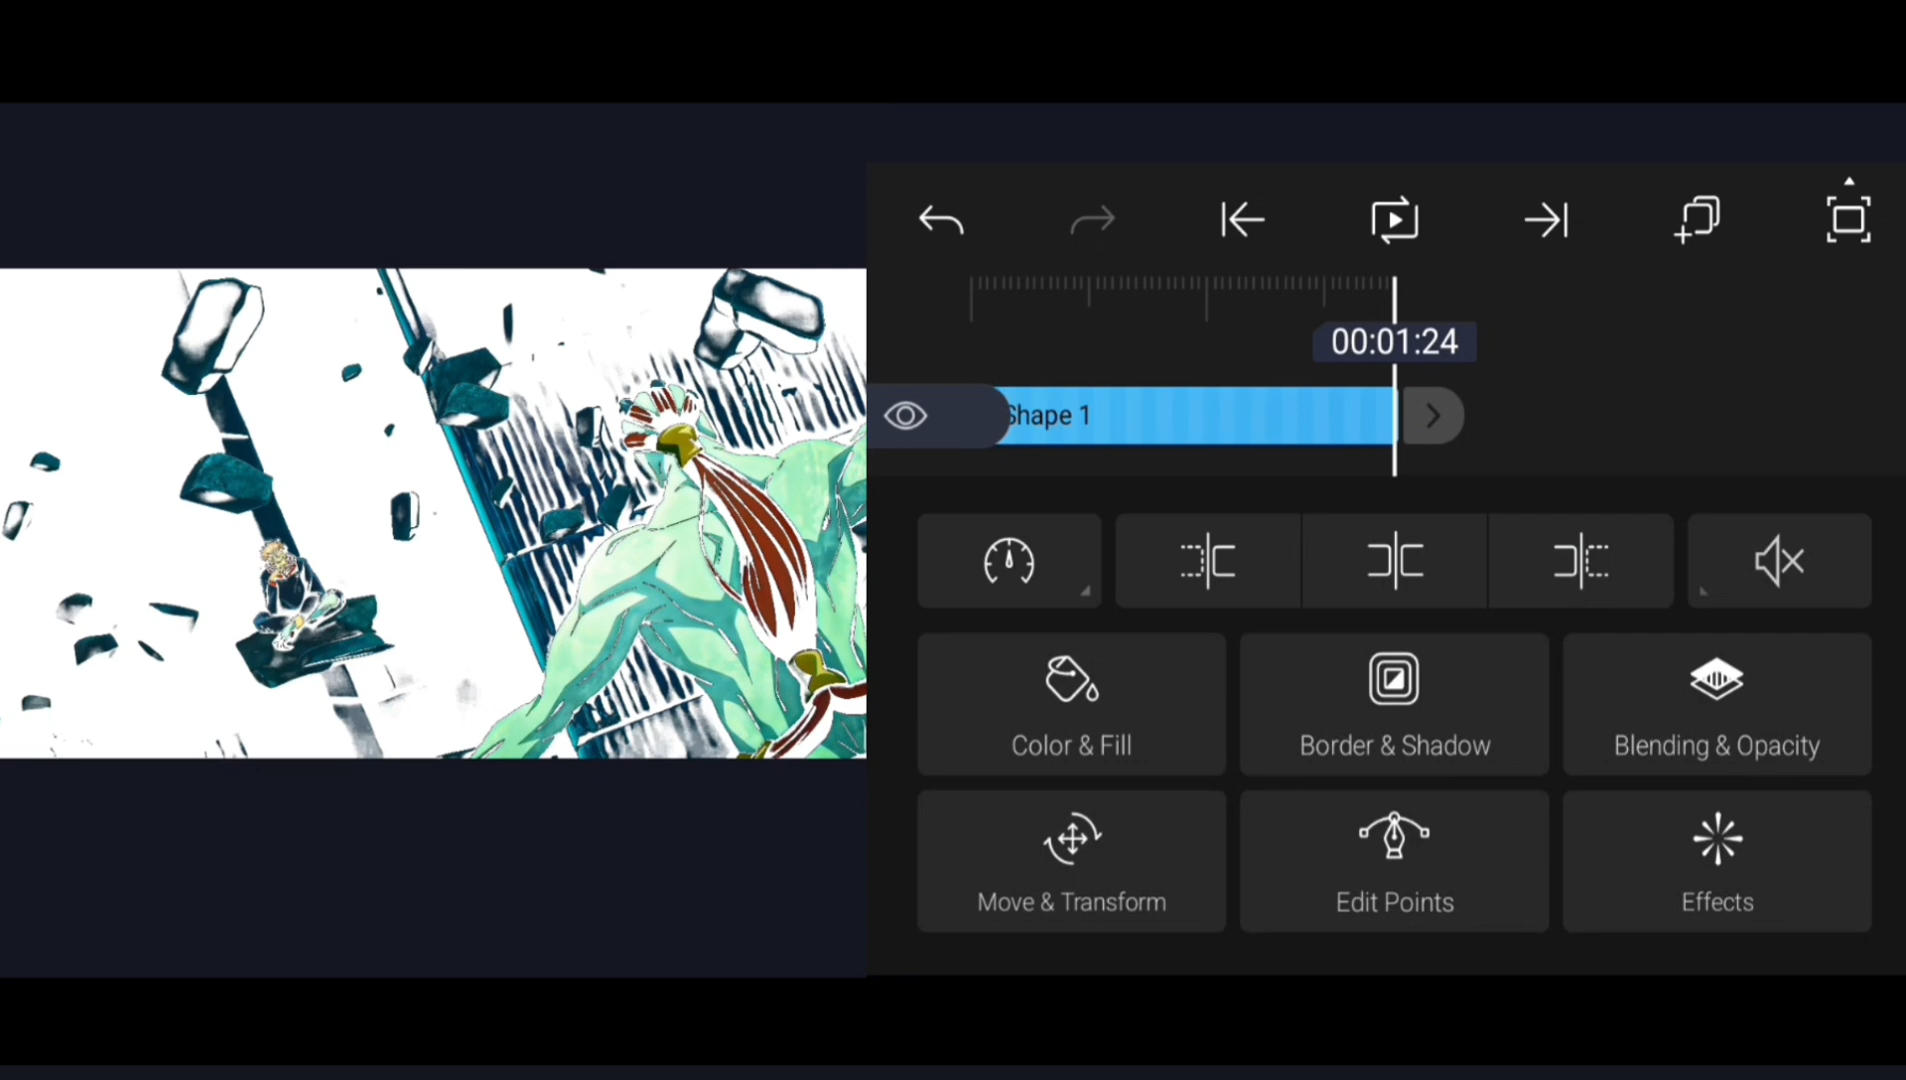 00:01:24
Shape 1
Color & Fill
Border & Shadow
Blending & Opacity
Move & Transform
Edit Points
Effects